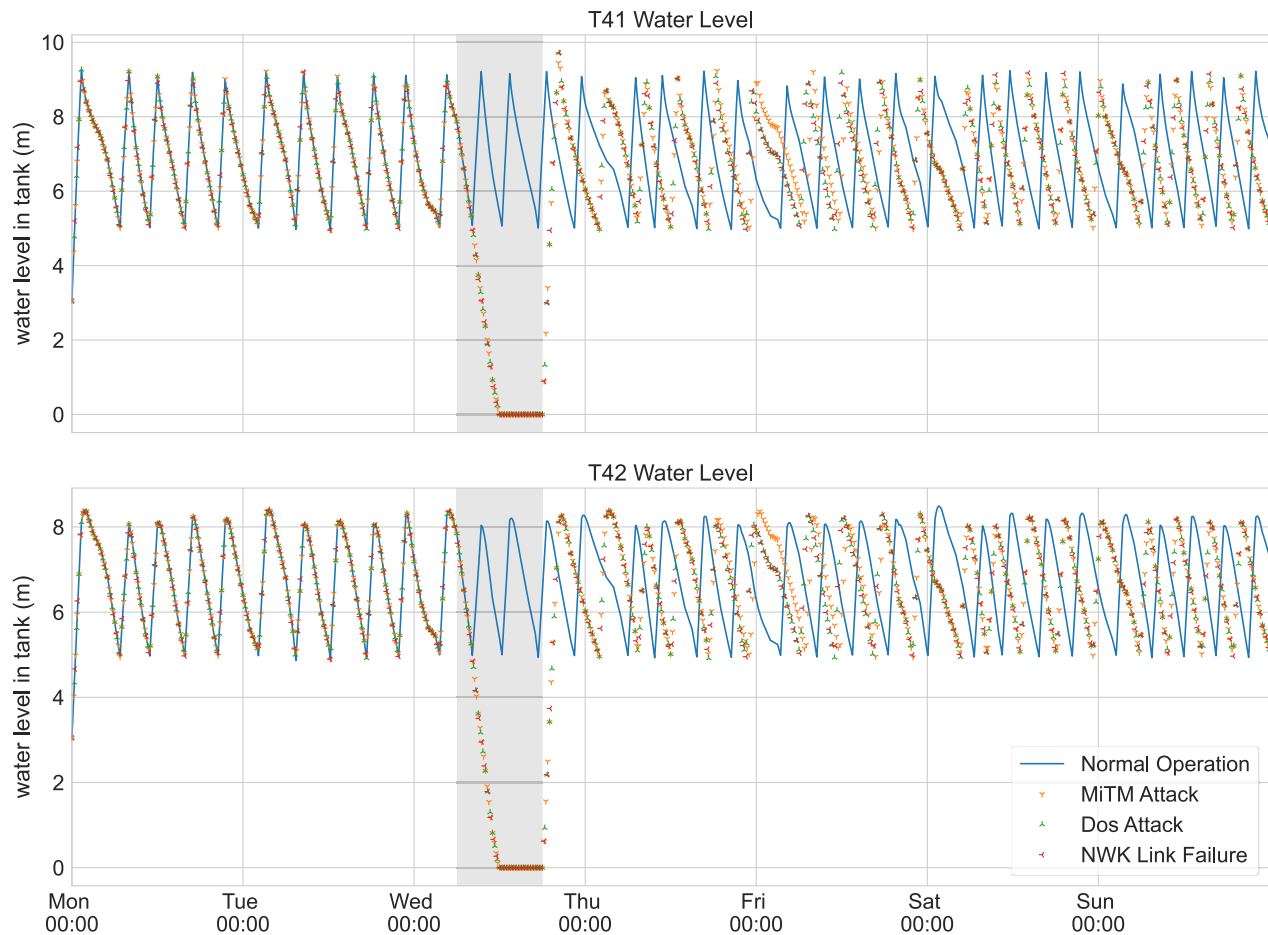 T41 Water Level
10
8
6
4
2
0
water level in tank (m)
T42 Water Level
8
6
4
2
0
water level in tank (m)
Normal Operation
MiTM Attack
Dos Attack
NWK Link Failure
Mon Tue Wed Thu Fri Sat Sun
00:00 00:00 00:00 00:00 00:00 00:00 00:00